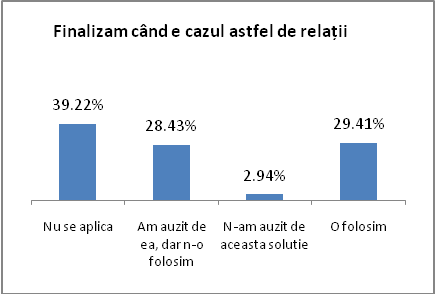 Finalizam când e cazul astfel de relații
39.22%
28.43%
2.94%
29.41%
Nu se aplica
Am auzit de
ea, dar n-o
folosim
N-am auzit de
aceasta solutie
O folosim